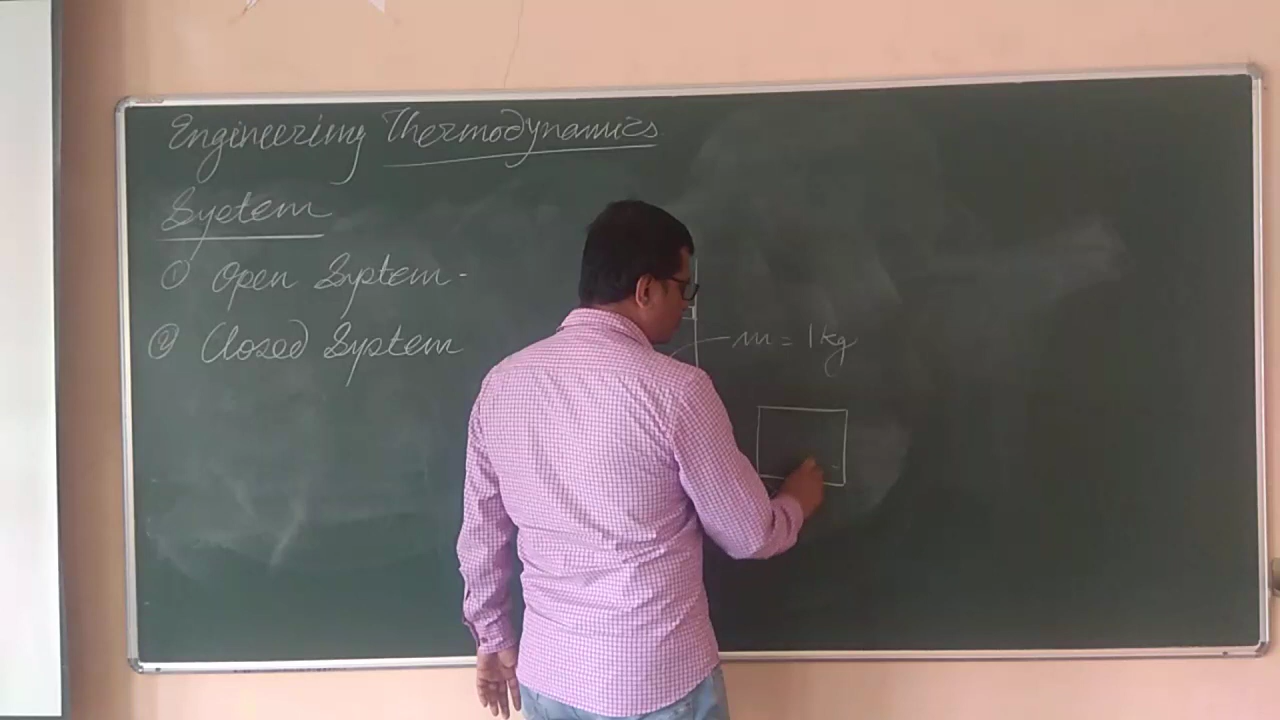 Engineering Thermodynamics
System
① Open System -
② Closed System
m = 1 kg